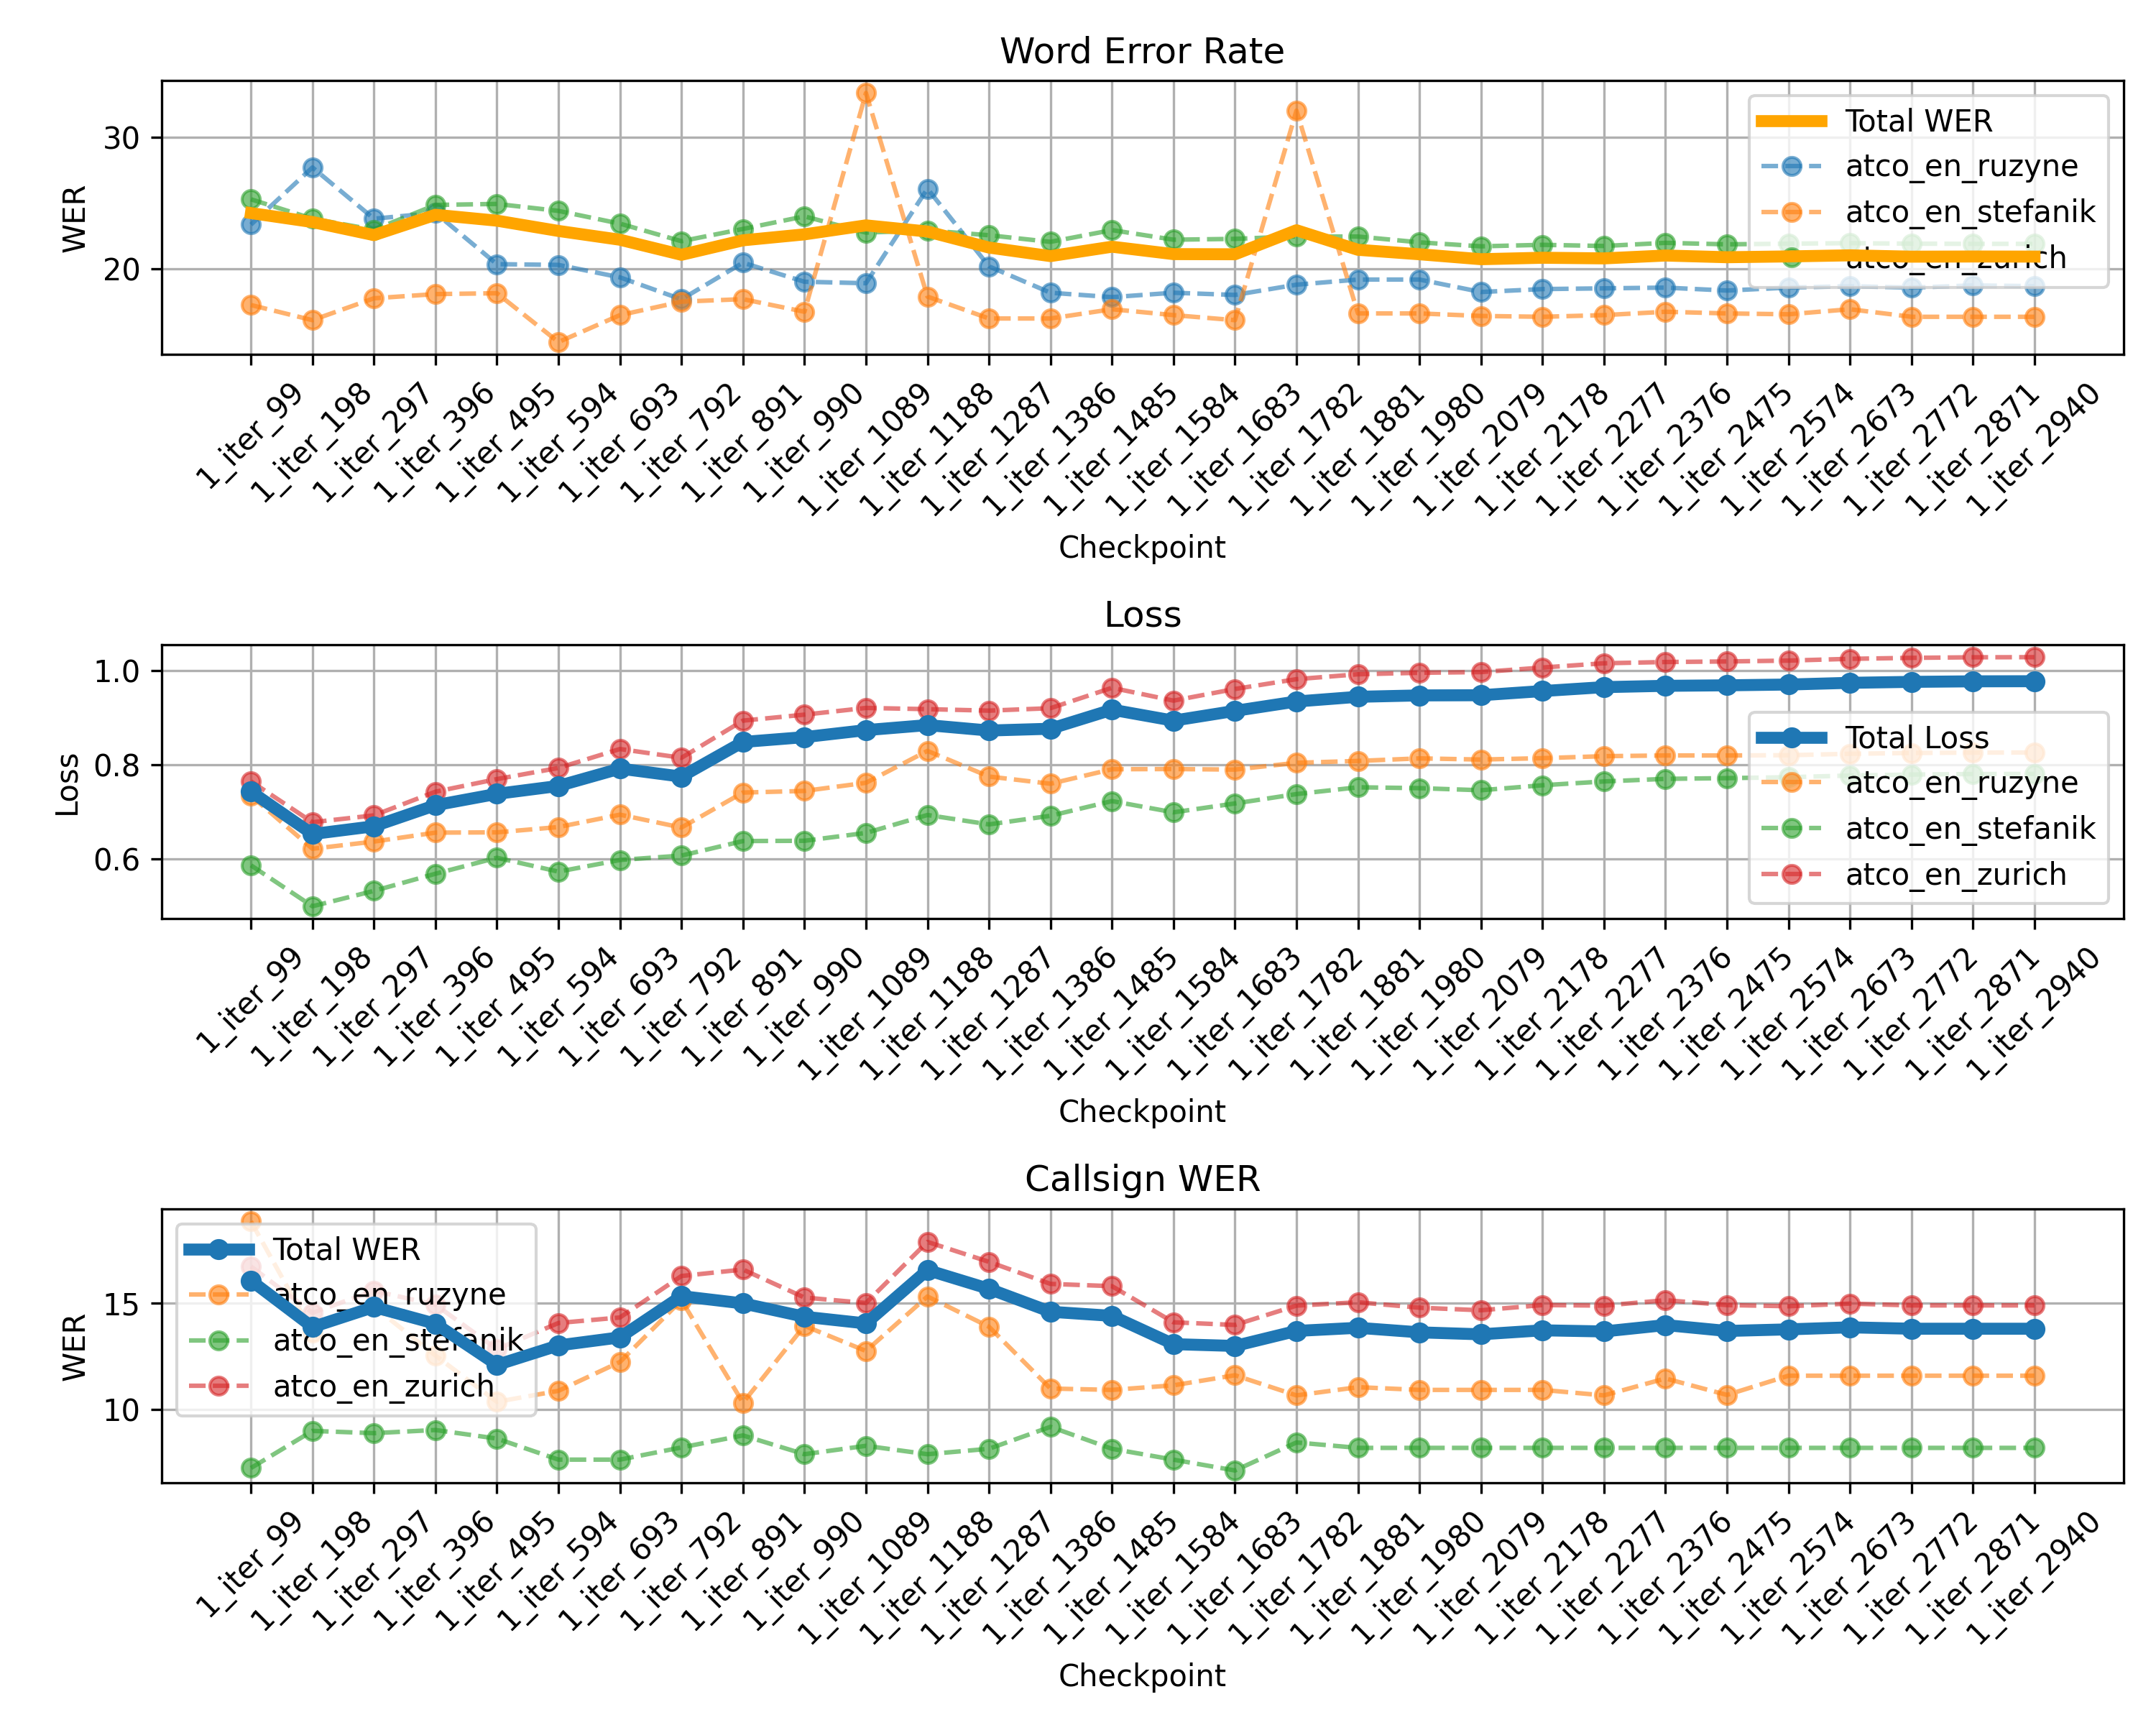 Word Error Rate
WER
30
20
Total WER
atco_en_ruzyne
atco_en_stefanik
atco_en_zurich
1_iter_99
1_iter_198
1_iter_297
1_iter_396
1_iter_495
1_iter_594
1_iter_693
1_iter_792
1_iter_891
1_iter_990
1_iter_1089
1_iter_1188
1_iter_1287
1_iter_1386
1_iter_1485
1_iter_1584
1_iter_1683
1_iter_1782
1_iter_1881
1_iter_1980
1_iter_2079
1_iter_2178
1_iter_2277
1_iter_2376
1_iter_2475
1_iter_2574
1_iter_2673
1_iter_2772
1_iter_2871
1_iter_2940
Checkpoint
Loss
Loss
1.0
0.8
0.6
Total Loss
atco_en_ruzyne
atco_en_stefanik
atco_en_zurich
1_iter_99
1_iter_198
1_iter_297
1_iter_396
1_iter_495
1_iter_594
1_iter_693
1_iter_792
1_iter_891
1_iter_990
1_iter_1089
1_iter_1188
1_iter_1287
1_iter_1386
1_iter_1485
1_iter_1584
1_iter_1683
1_iter_1782
1_iter_1881
1_iter_1980
1_iter_2079
1_iter_2178
1_iter_2277
1_iter_2376
1_iter_2475
1_iter_2574
1_iter_2673
1_iter_2772
1_iter_2871
1_iter_2940
Checkpoint
Callsign WER
WER
15
10
Total WER
atco_en_ruzyne
atco_en_stefanik
atco_en_zurich
1_iter_99
1_iter_198
1_iter_297
1_iter_396
1_iter_495
1_iter_594
1_iter_693
1_iter_792
1_iter_891
1_iter_990
1_iter_1089
1_iter_1188
1_iter_1287
1_iter_1386
1_iter_1485
1_iter_1584
1_iter_1683
1_iter_1782
1_iter_1881
1_iter_1980
1_iter_2079
1_iter_2178
1_iter_2277
1_iter_2376
1_iter_2475
1_iter_2574
1_iter_2673
1_iter_2772
1_iter_2871
1_iter_2940
Checkpoint